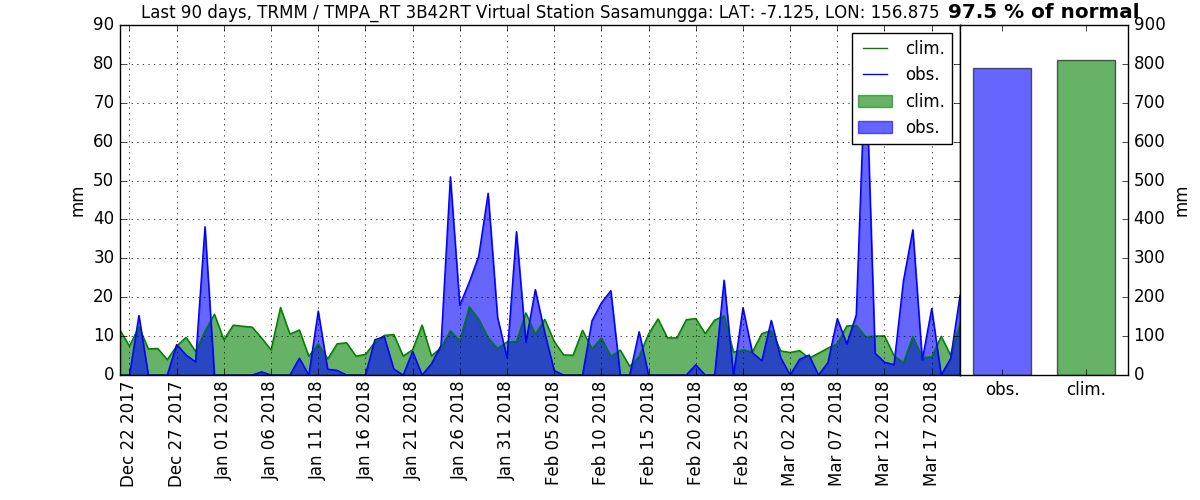 Last 90 days, TRMM / TMPA_RT 3B42RT Virtual Station Sasamungga: LAT: -7.125, LON: 156.875 97.5 % of normal
90
80
70
60
50
40
30
20
10
0
mm
clim.
obs.
clim.
obs.
900
800
700
600
500
400
300
200
100
0
mm
Dec 22 2017
Dec 27 2017
Jan 01 2018
Jan 06 2018
Jan 11 2018
Jan 16 2018
Jan 21 2018
Jan 26 2018
Jan 31 2018
Feb 05 2018
Feb 10 2018
Feb 15 2018
Feb 20 2018
Feb 25 2018
Mar 02 2018
Mar 07 2018
Mar 12 2018
Mar 17 2018
obs. clim.